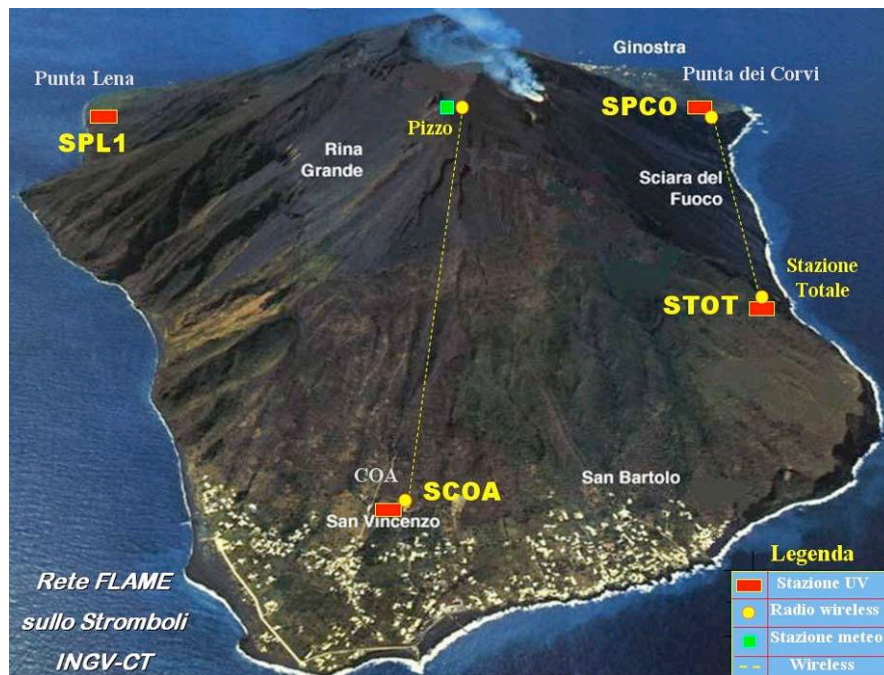 Ginostra
Punta Lena
Punta dei Corvi
SPL1
Pizzo
SPCO
Rina
Grande
Sciara del
Fuoco
Stazione
Totale
STOT
COA
SCOA
San Bartolo
San Vincenzo
Rete FLAME
sullo Stromboli
INGV-CT
Legenda
Stazione UV
Radio wireless
Stazione meteo
Wireless